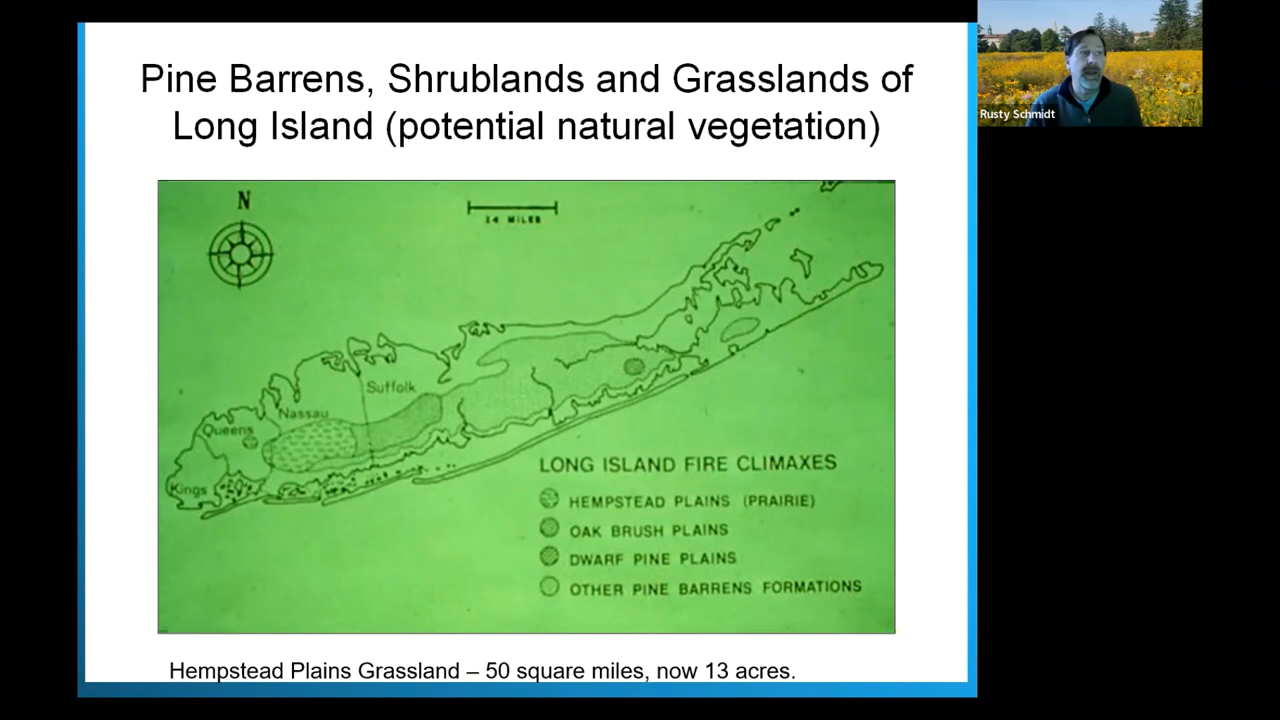 Pine Barrens, Shrublands and Grasslands of
Long Island (potential natural vegetation)
Rusty Schmidt
N
MILES
Suffolk
Nassau
Queens
Kings
LONG ISLAND FIRE CLIMAXES
HEMPSTEAD PLAINS (PRAIRIE)
OAK BRUSH PLAINS
DWARF PINE PLAINS
OTHER PINE BARRENS FORMATIONS
Hempstead Plains Grassland – 50 square miles, now 13 acres.